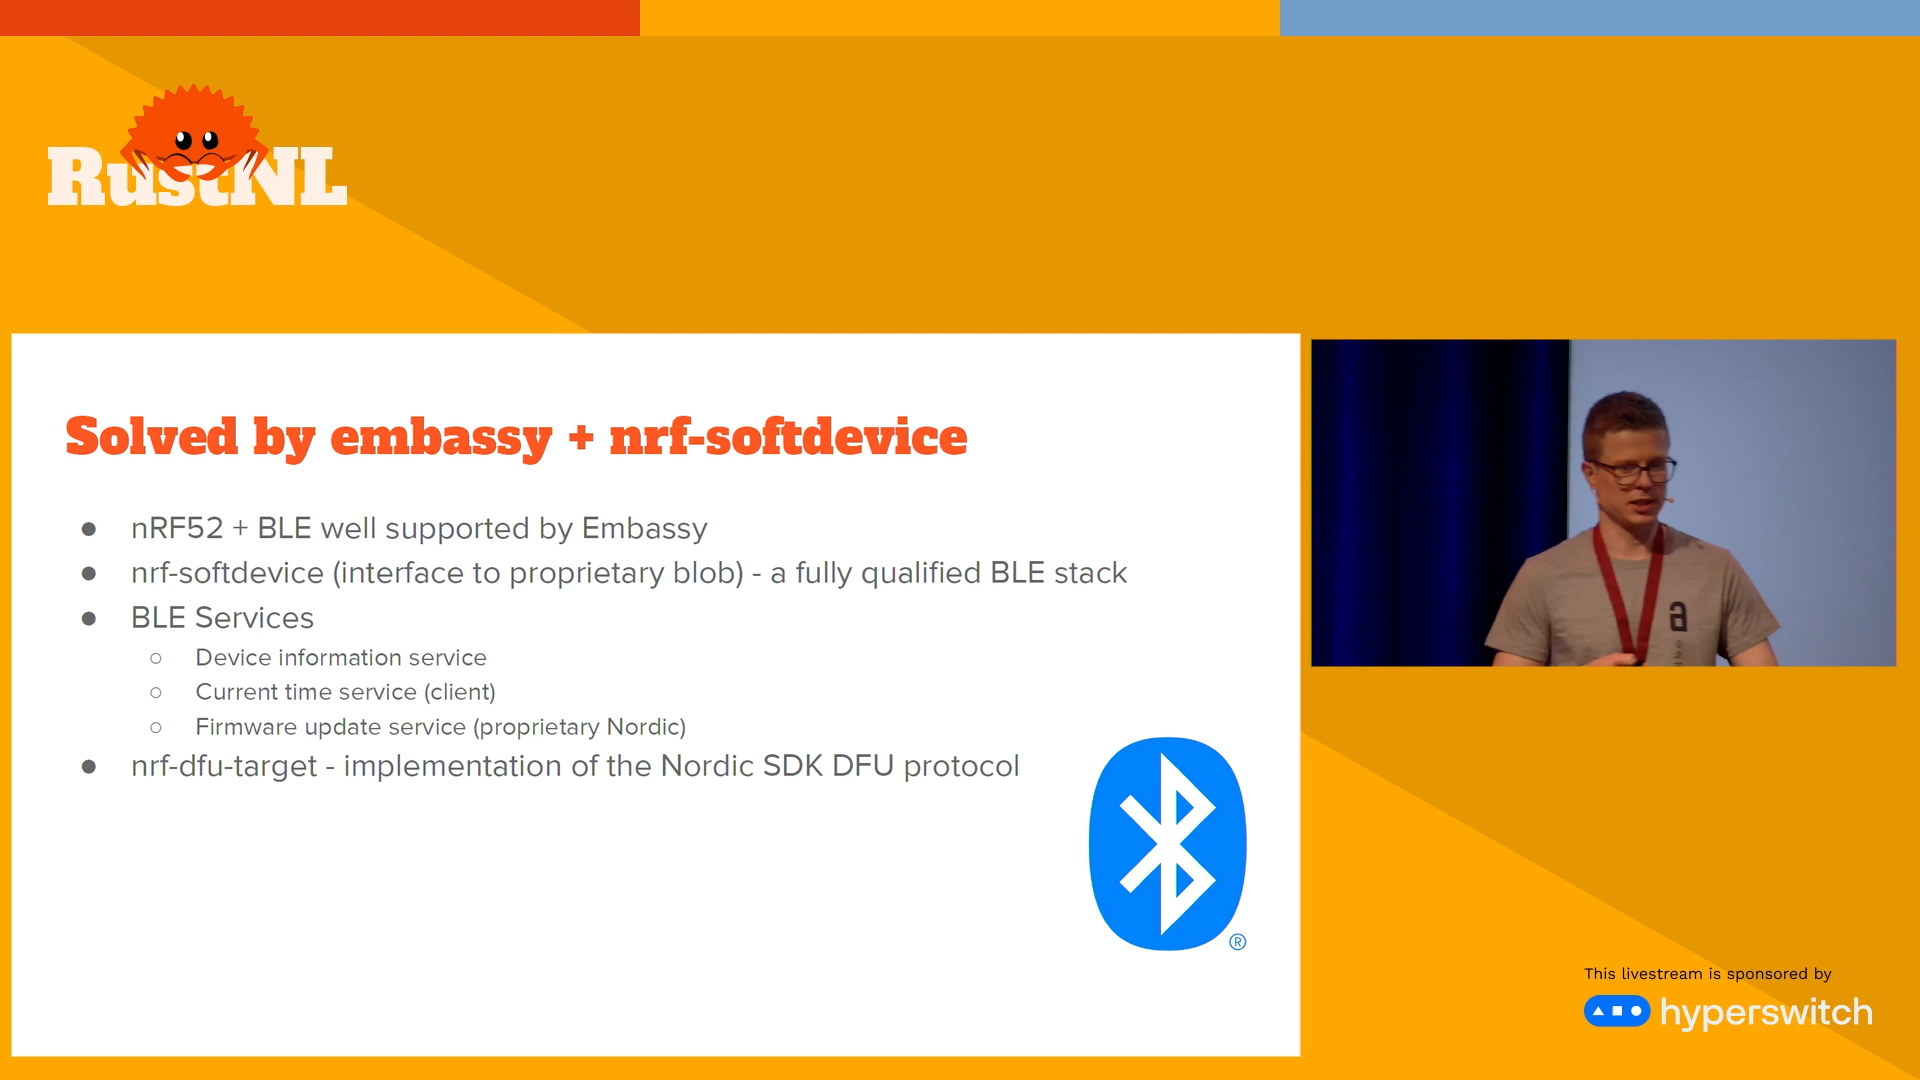 RustNL
Solved by embassy + nrf-softdevice
● nRF52 + BLE well supported by Embassy
● nrf-softdevice (interface to proprietary blob) - a fully qualified BLE stack
● BLE Services
○ Device information service
○ Current time service (client)
○ Firmware update service (proprietary Nordic)
● nrf-dfu-target - implementation of the Nordic SDK DFU protocol
®
a
This livestream is sponsored by
hyperswitch